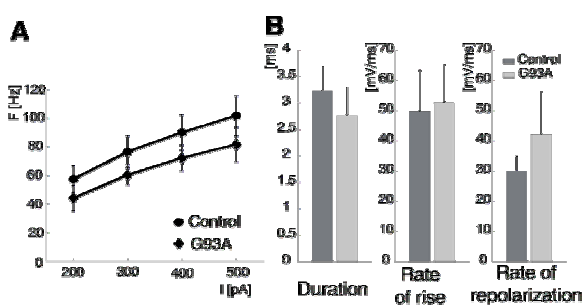 A
F [Hz]
120
100
80
60
40
20
0
200 300 400 500
I [pA]
Control
G93A
B
[ms]
4
3.5
3
2.5
2
1.5
1
0.5
0
Duration
[mV/ms]
70
60
50
40
30
20
10
0
Rate
of rise
[mV/ms]
70
60
50
40
30
20
10
0
Control
G93A
Rate of
repolarization